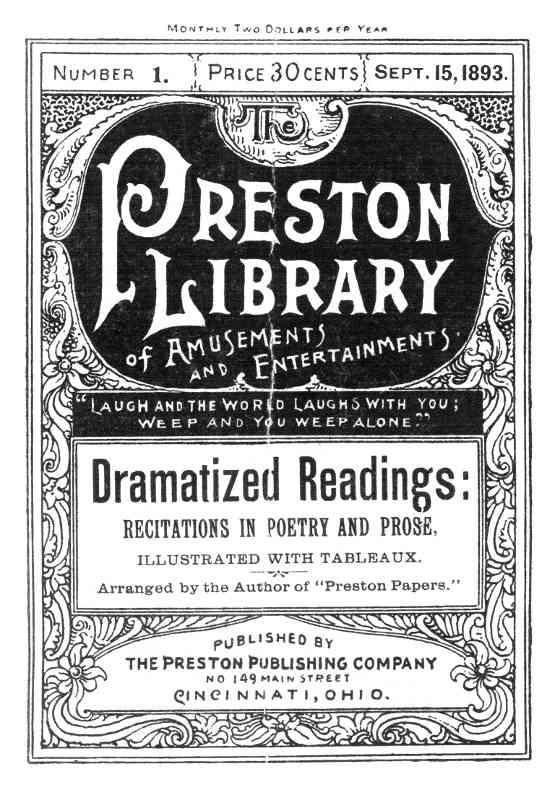 MONTHLY TWO DOLLARS PER YEAR
NUMBER 1. PRICE 30 CENTS SEPT. 15, 1893.
The
PRESTON
LIBRARY
of AMUSEMENTS
AND ENTERTAINMENTS.
"LAUGH AND THE WORLD LAUGHS WITH YOU;
WEEP AND YOU WEEP ALONE."
Dramatized Readings:
RECITATIONS IN POETRY AND PROSE,
ILLUSTRATED WITH TABLEAUX.
Arranged by the Author of "Preston Papers."
PUBLISHED BY
THE PRESTON PUBLISHING COMPANY
NO 149 MAIN STREET
CINCINNATI, OHIO.